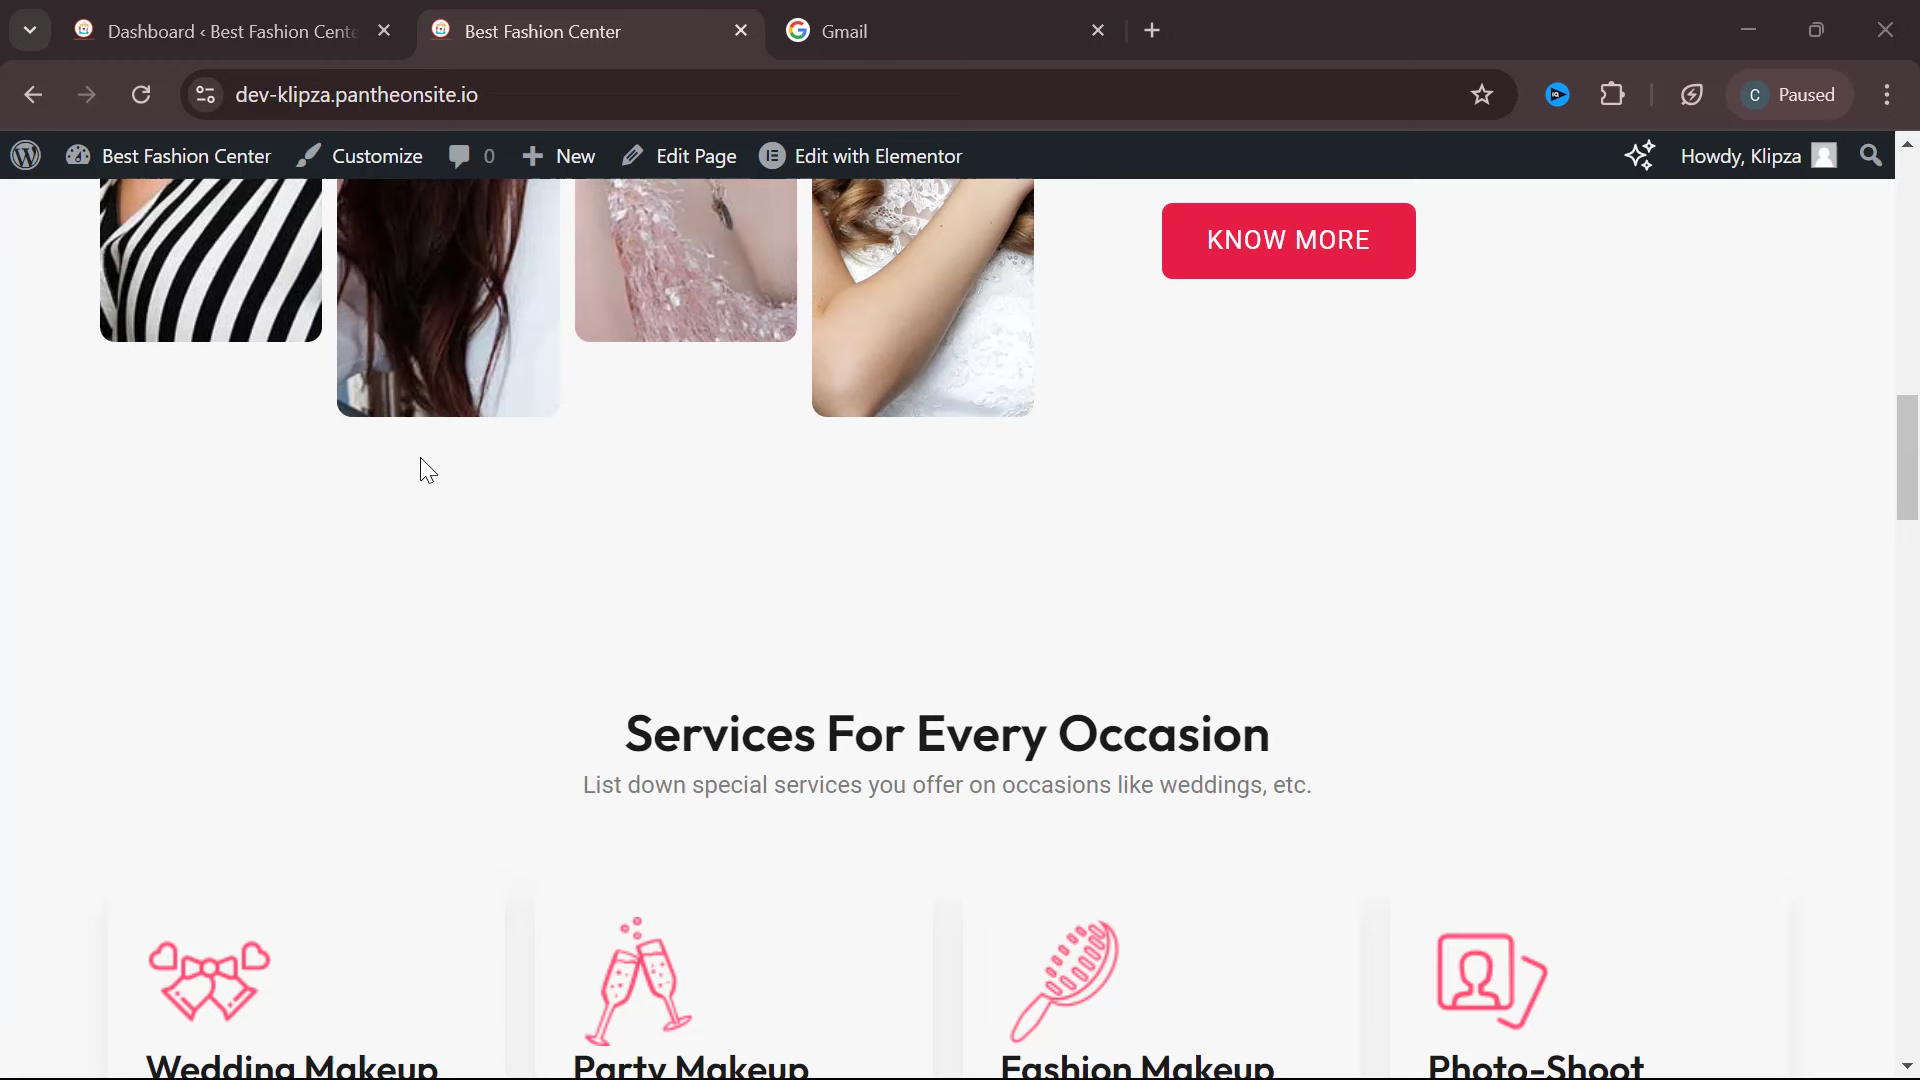 Dashboard ‹ Best Fashion Cente
Best Fashion Center
Gmail
dev-klipza.pantheonsite.io
C
Paused
Best Fashion Center
Customize
0
New
Edit Page
Edit with Elementor
Howdy, Klipza
KNOW MORE
Services For Every Occasion
List down special services you offer on occasions like weddings, etc.
Wedding Makeup
Party Makeup
Fashion Makeup
Photo-Shoot